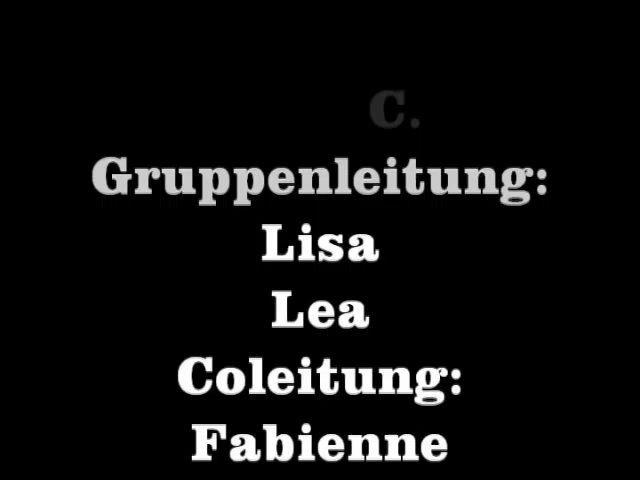 C.
Gruppenleitung:
Lisa
Lea
Coleitung:
Fabienne